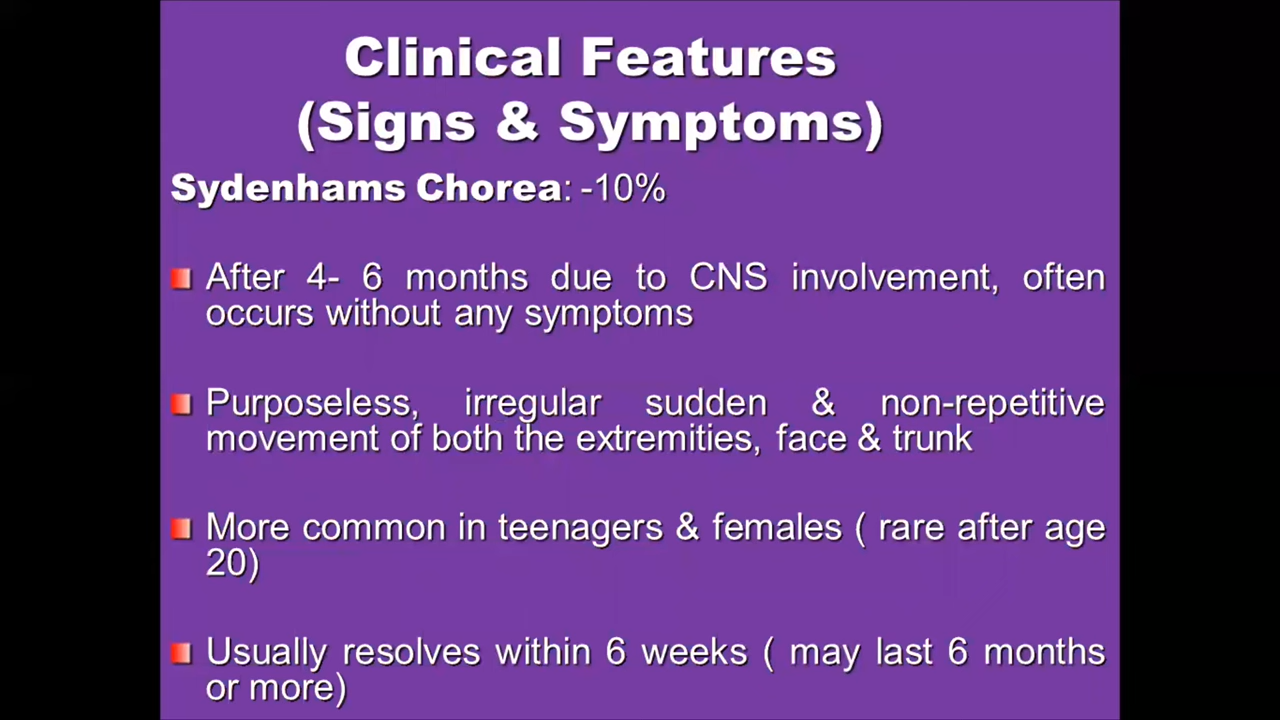 Clinical Features
(Signs & Symptoms)
Sydenhams Chorea: -10%
After 4- 6 months due to CNS involvement, often
occurs without any symptoms
Purposeless, irregular sudden & non-repetitive
movement of both the extremities, face & trunk
More common in teenagers & females ( rare after age
20)
Usually resolves within 6 weeks ( may last 6 months
or more)